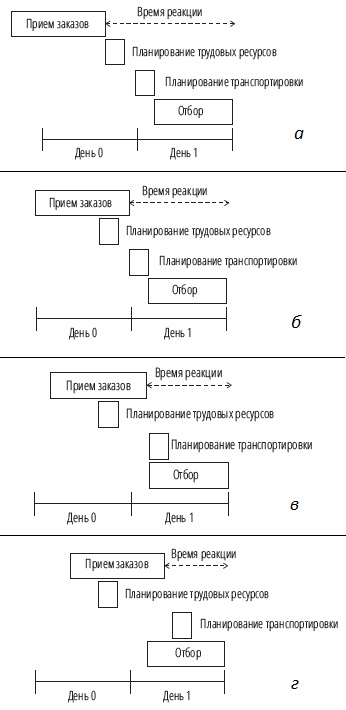 Время реакции
Прием заказов
Планирование трудовых ресурсов
Планирование транспортировки
Отбор
а
День 0 День 1
Время реакции
Прием заказов
Планирование трудовых ресурсов
Планирование транспортировки
Отбор
б
День 0 День 1
Время реакции
Прием заказов
Планирование трудовых ресурсов
Планирование транспортировки
Отбор
в
День 0 День 1
Время реакции
Прием заказов
Планирование трудовых ресурсов
Планирование транспортировки
Отбор
г
День 0 День 1